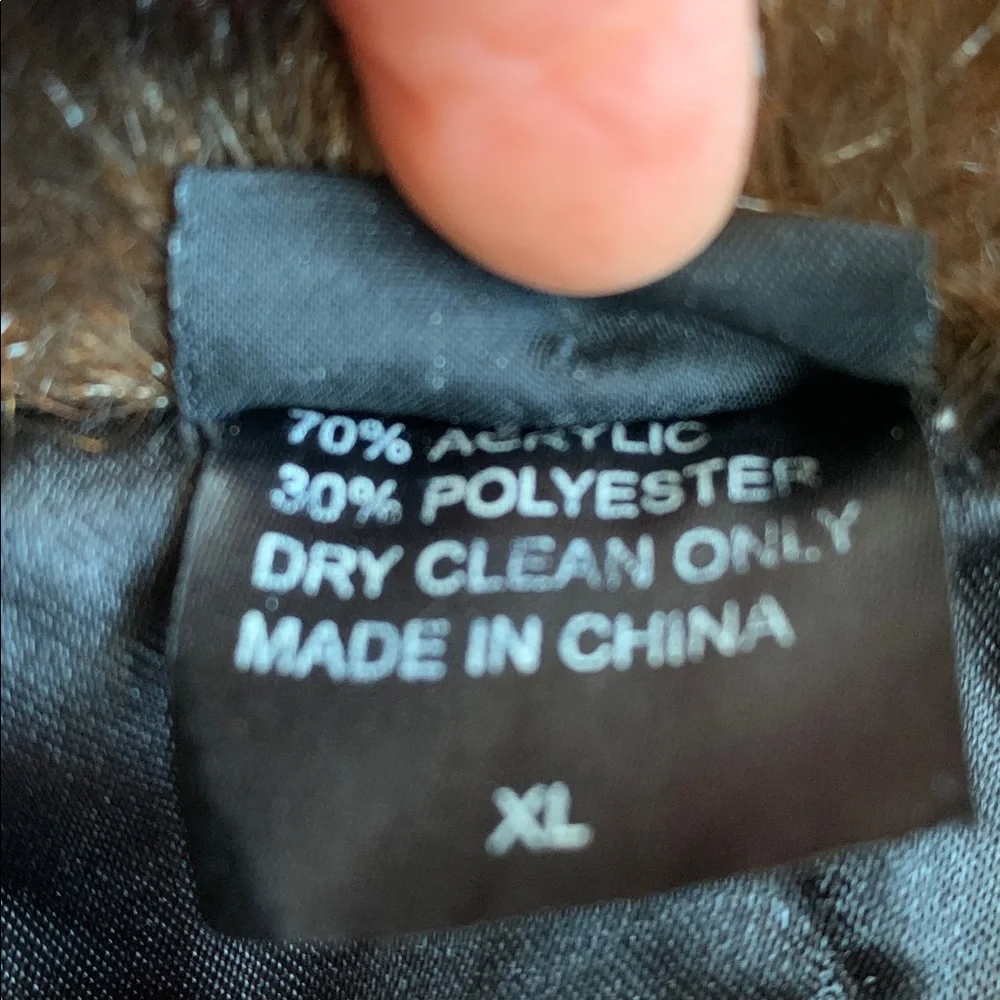 70% ACRYLIC
30% POLYESTER
DRY CLEAN ONLY
MADE IN CHINA
XL